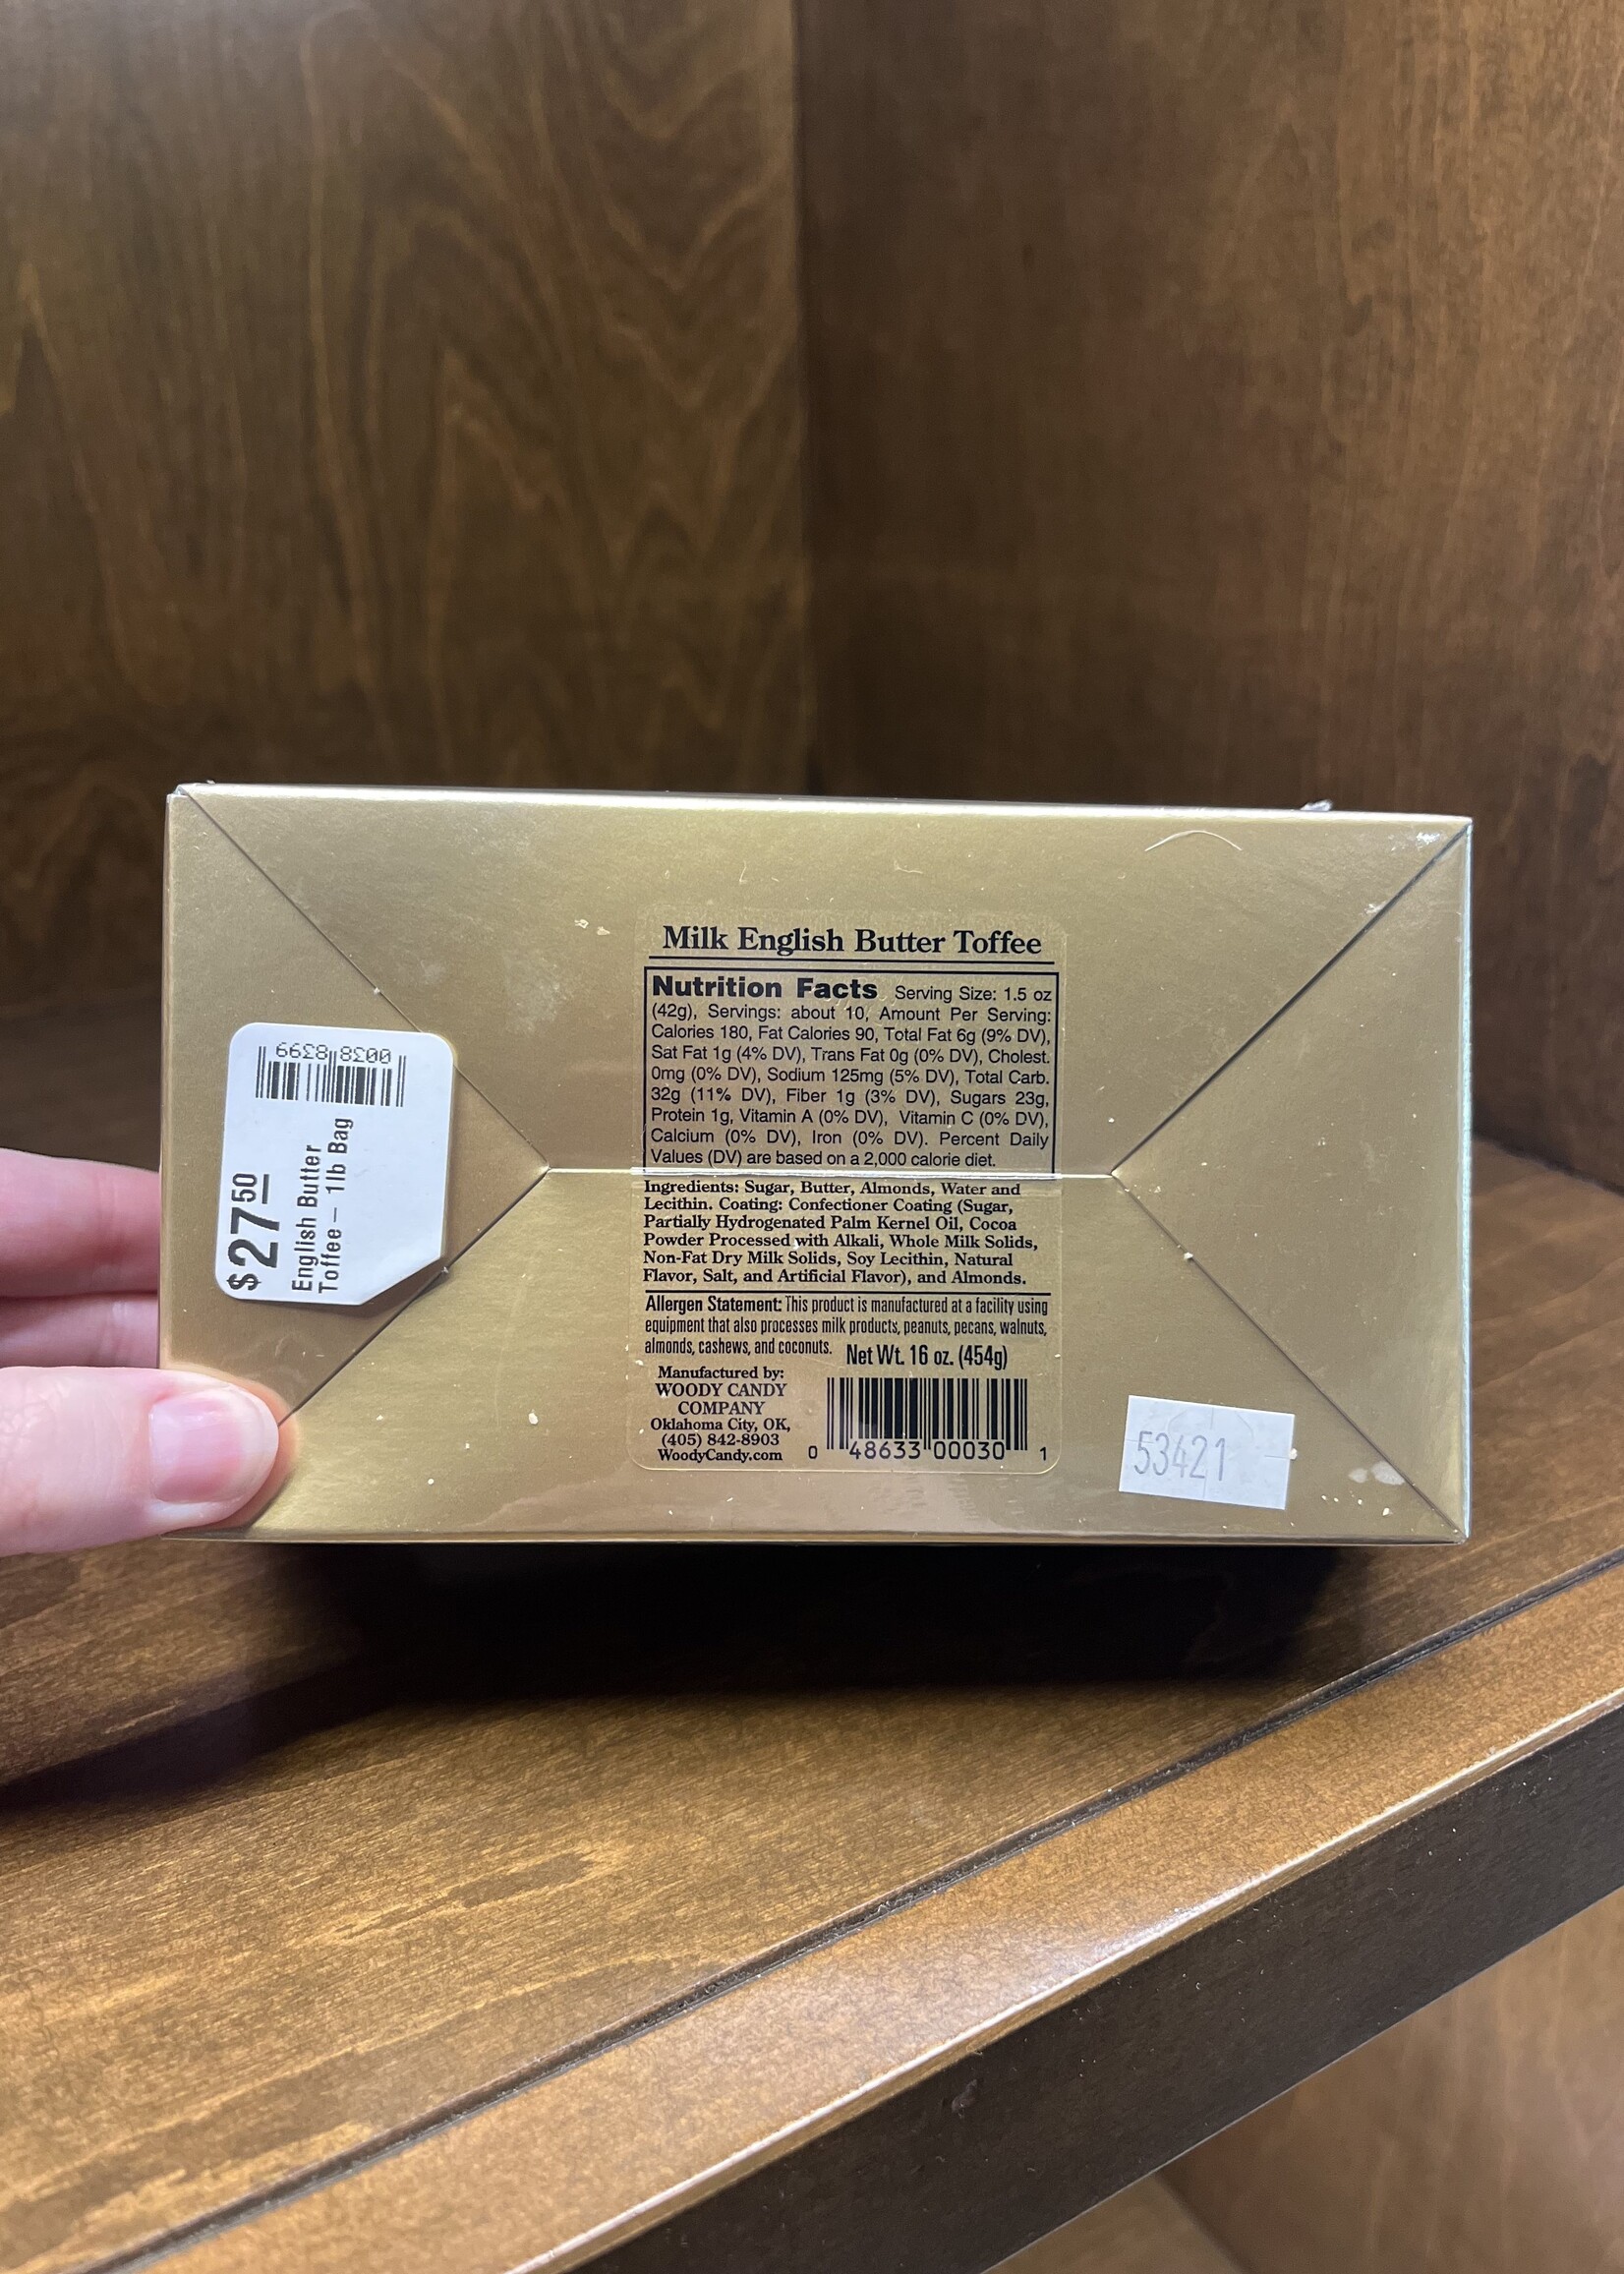 Milk English Butter Toffee
Nutrition Facts Serving Size: 1.5 oz
(42g), Servings: about 10, Amount Per Serving:
Calories 180, Fat Calories 90, Total Fat 6g (9% DV),
Sat Fat 1g (4% DV), Trans Fat 0g (0% DV), Cholest.
0mg (0% DV), Sodium 125mg (5% DV), Total Carb.
32g (11% DV), Fiber 1g (3% DV), Sugars 23g,
Protein 1g, Vitamin A (0% DV), Vitamin C (0% DV),
Calcium (0% DV), Iron (0% DV). Percent Daily
Values (DV) are based on a 2,000 calorie diet.
Ingredients: Sugar, Butter, Almonds, Water and
Lecithin. Coating: Confectioner Coating (Sugar,
Partially Hydrogenated Palm Kernel Oil, Cocoa
Powder Processed with Alkali, Whole Milk Solids,
Non-Fat Dry Milk Solids, Soy Lecithin, Natural
Flavor, Salt, and Artificial Flavor), and Almonds.
Allergen Statement: This product is manufactured at a facility using
equipment that also processes milk products, peanuts, pecans, walnuts,
almonds, cashews, and coconuts.
Net Wt. 16 oz. (454g)
Manufactured by:
WOODY CANDY
COMPANY
Oklahoma City, OK,
(405) 842-8903
WoodyCandy.com
0 48633 00030 1
0038 8399
$27.50
English Butter
Toffee – 1lb Bag
53421